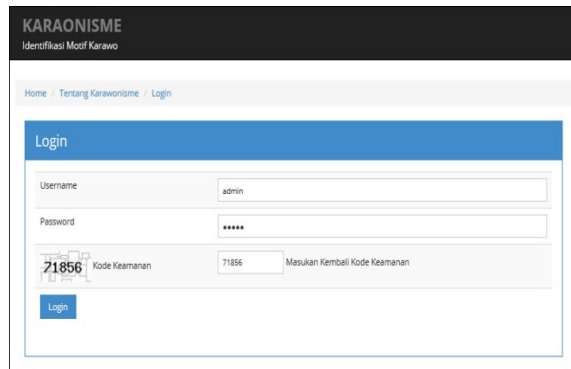 KARAONISME
Identifikasi Motif Karawo
Home / Tentang Karawonisme / Login
Login
Username admin
Password •••••
71856 Kode Keamanan 71856 Masukan Kembali Kode Keamanan
Login